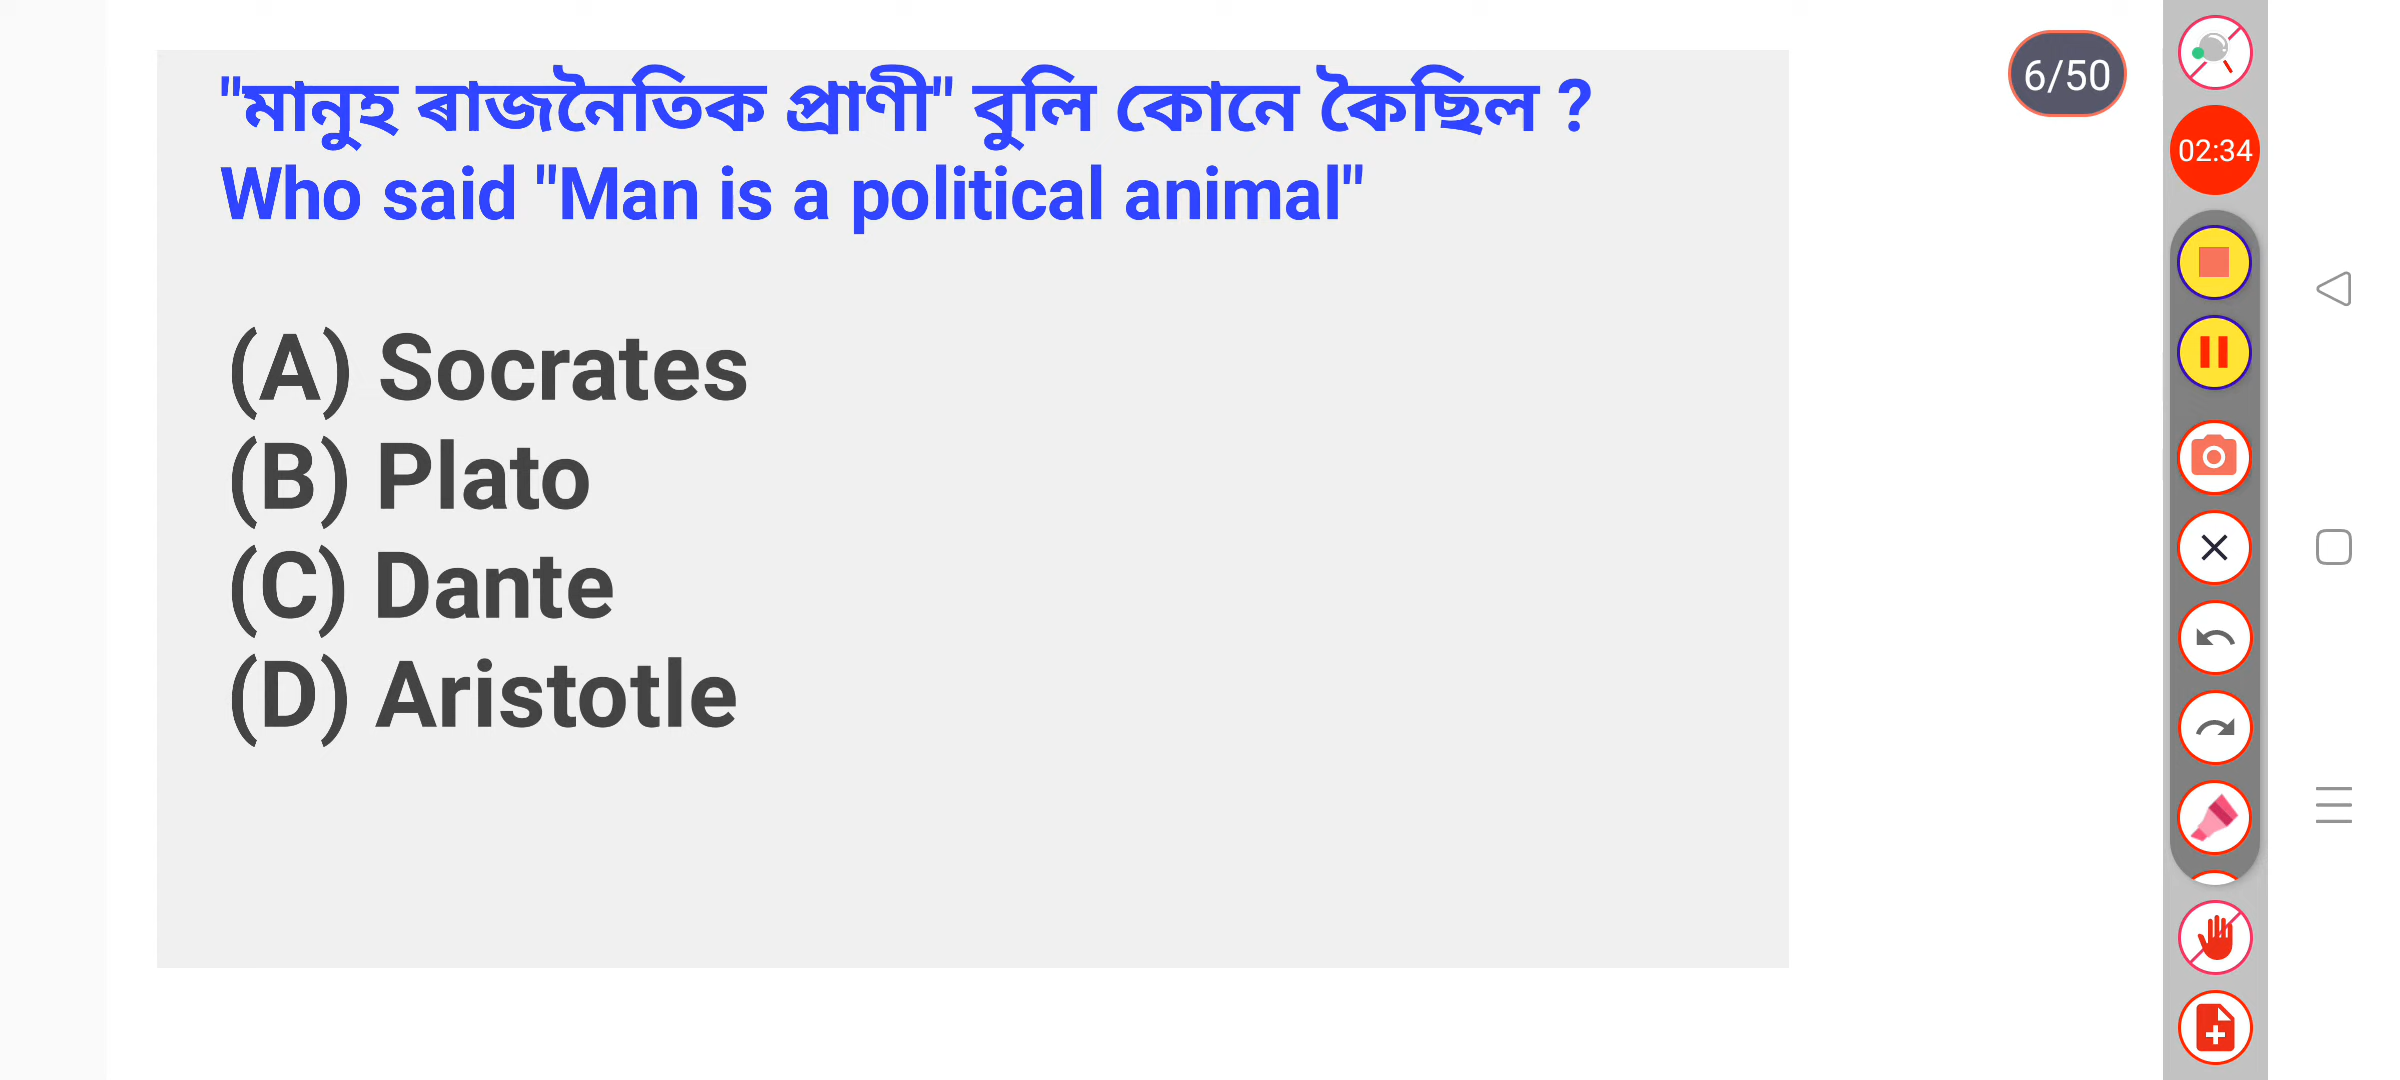 "মানুহ ৰাজনৈতিক প্ৰাণী" বুলি কোনে কৈছিল ?
Who said "Man is a political animal"
(A) Socrates
(B) Plato
(C) Dante
(D) Aristotle
6/50
02:34